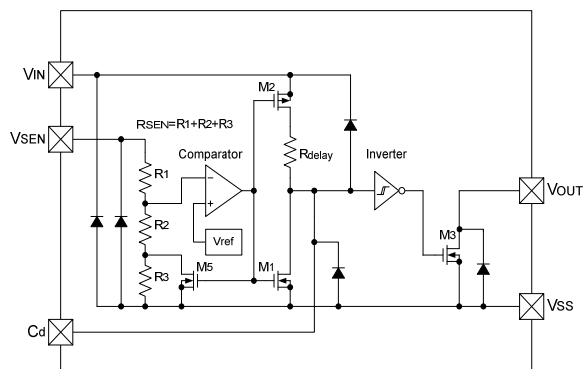 VIN
M2
VSEN
RSEN=R1+R2+R3
Rdelay
Comparator
Inverter
R1
VOUT
R2
Vref
M3
M5
M1
R3
Cd
VSS